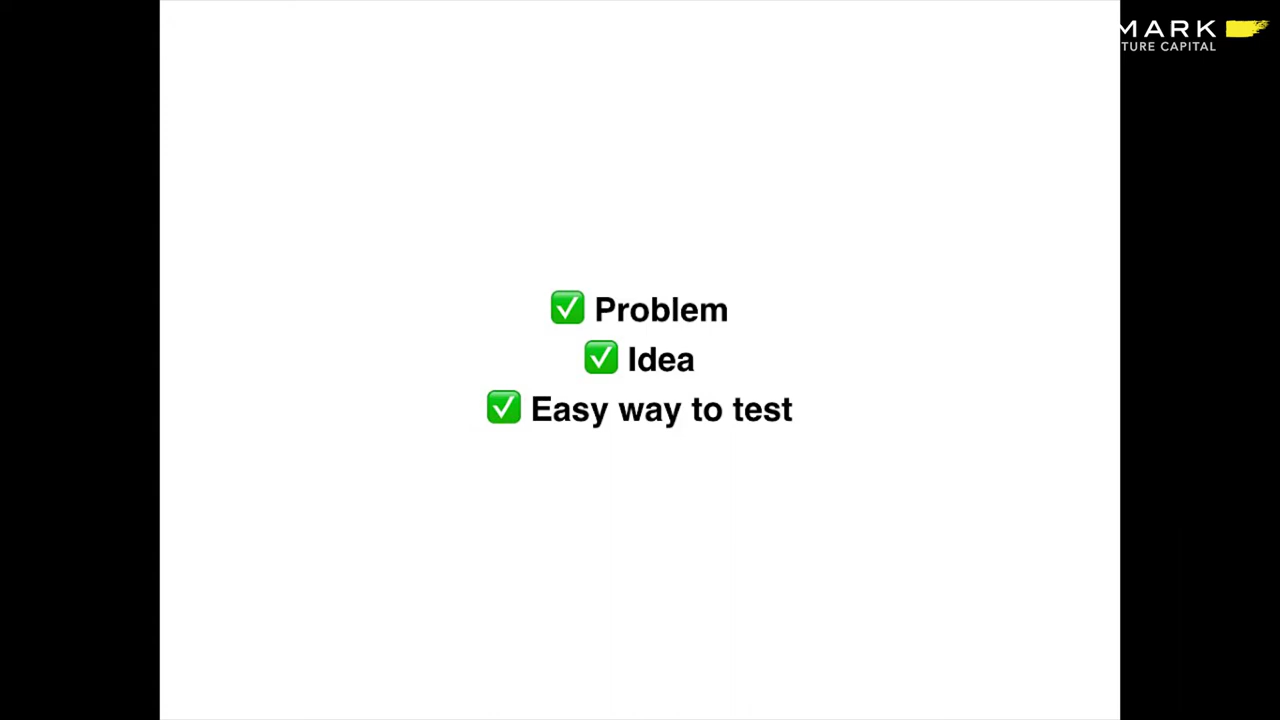 MARK
TURE CAPITAL
✅ Problem
✅ Idea
✅ Easy way to test